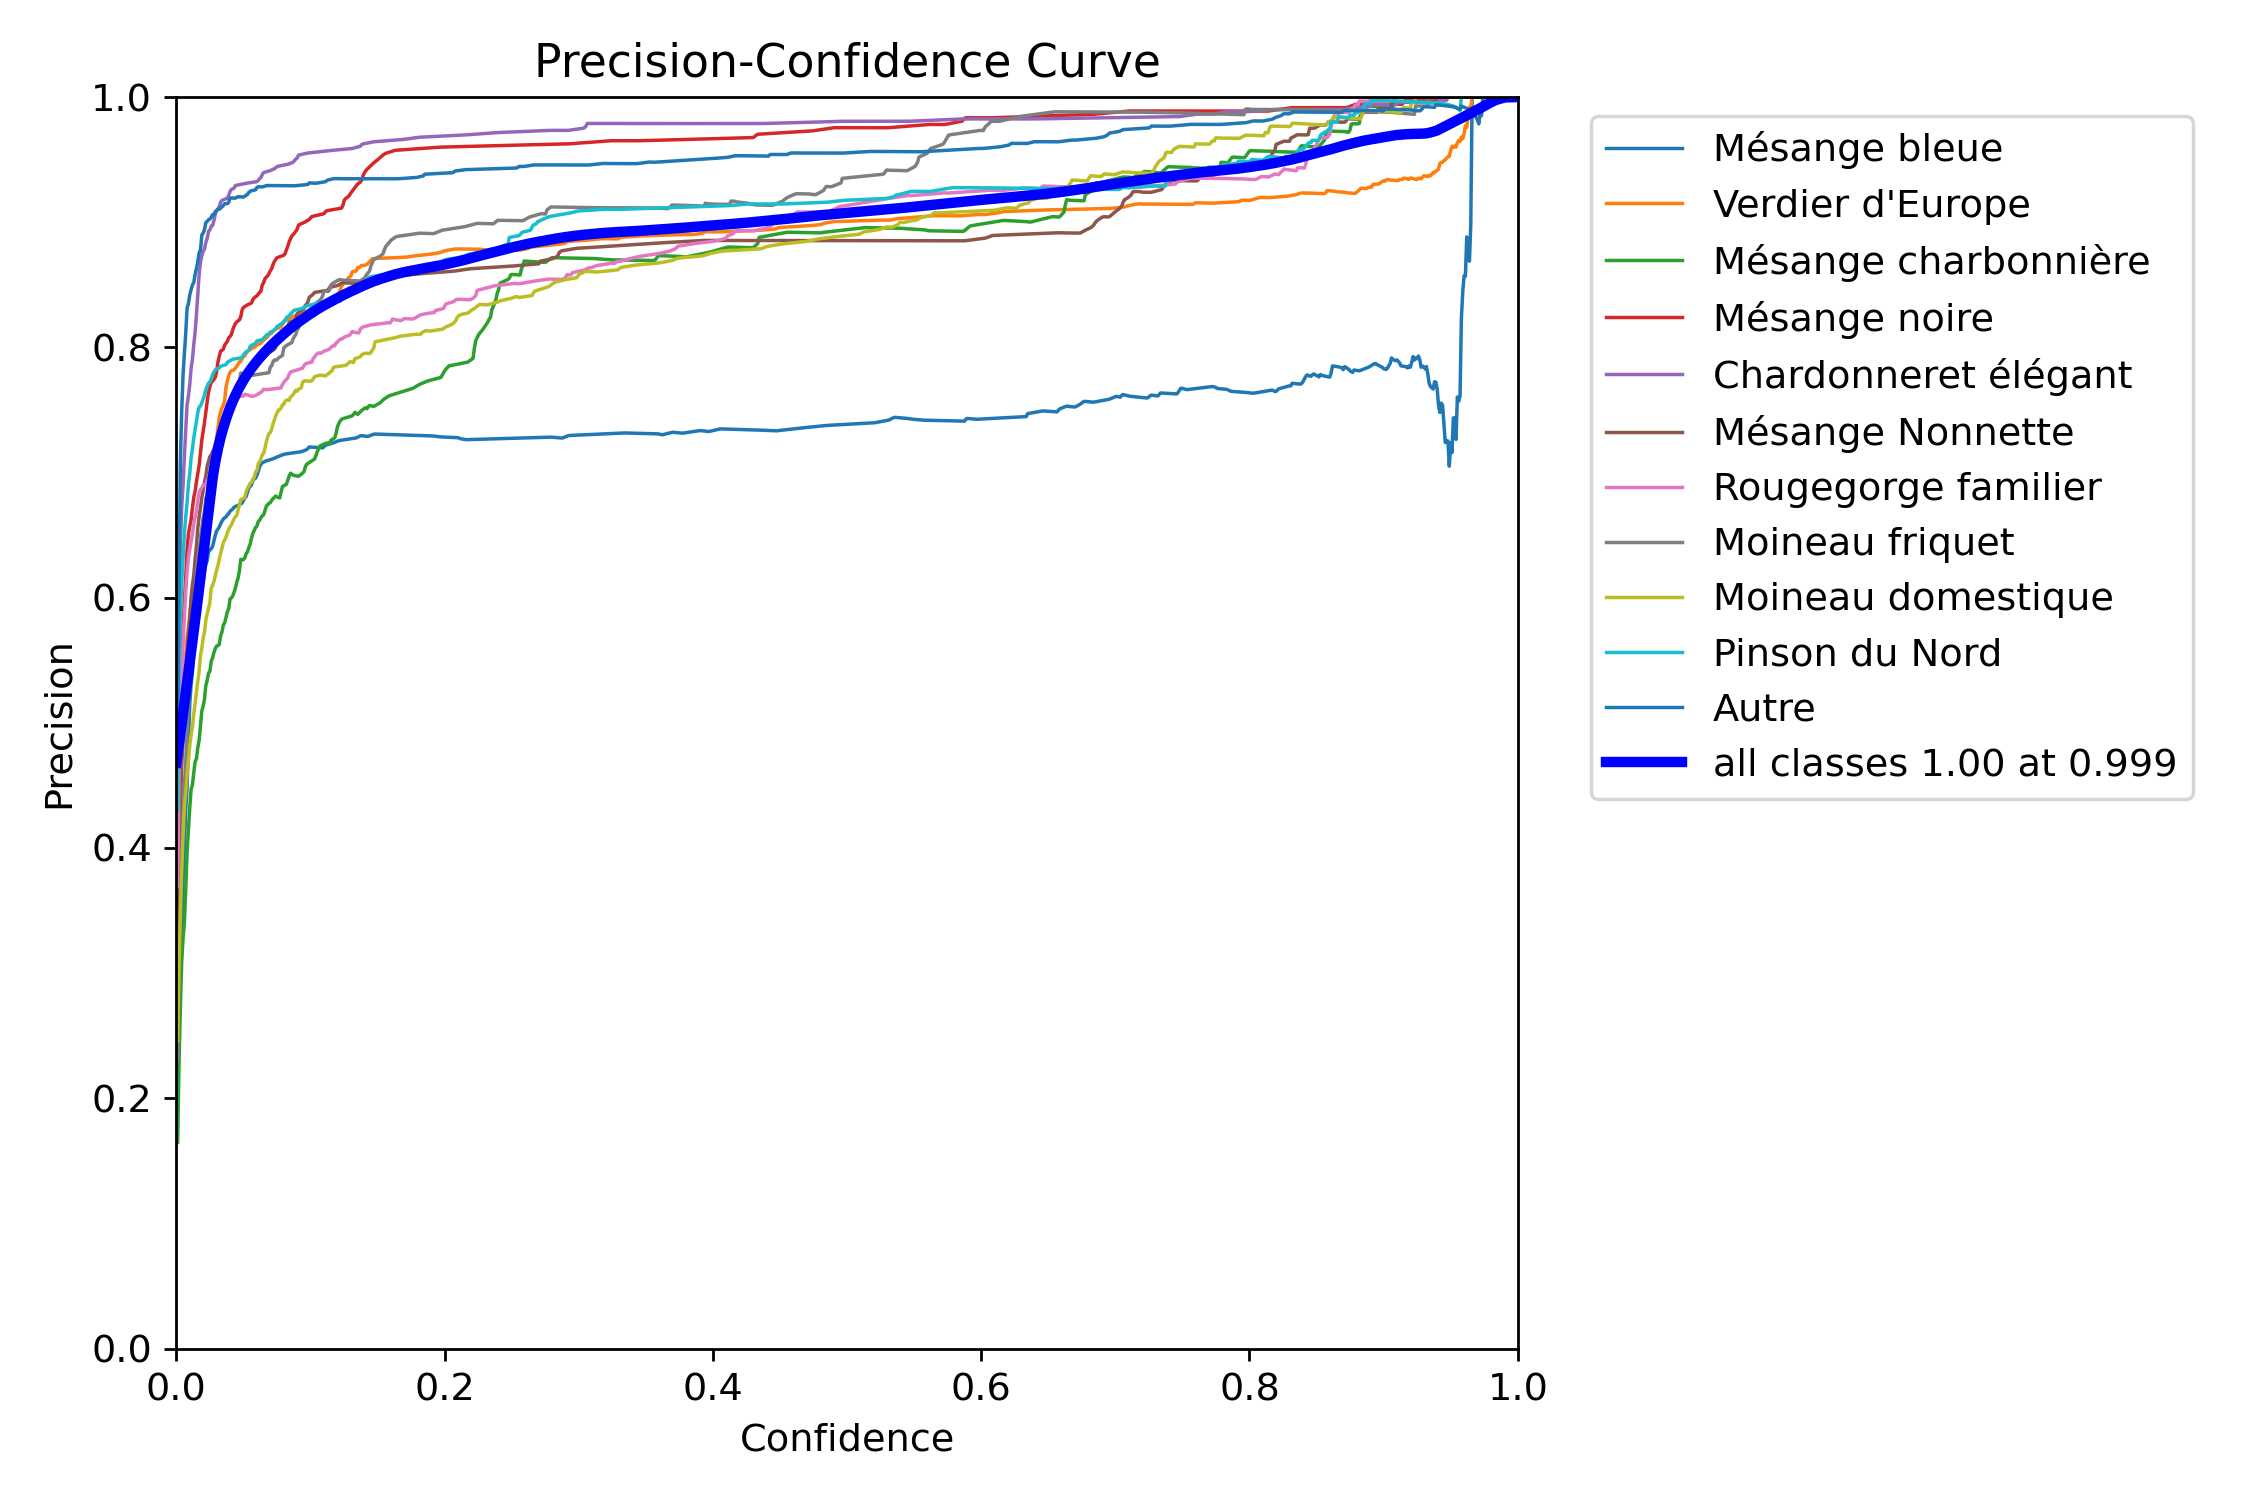 Precision-Confidence Curve
1.0
0.8
0.6
0.4
0.2
0.0
Precision
0.0 0.2 0.4 0.6 0.8 1.0
Confidence
Mésange bleue
Verdier d'Europe
Mésange charbonnière
Mésange noire
Chardonneret élégant
Mésange Nonnette
Rougegorge familier
Moineau friquet
Moineau domestique
Pinson du Nord
Autre
all classes 1.00 at 0.999